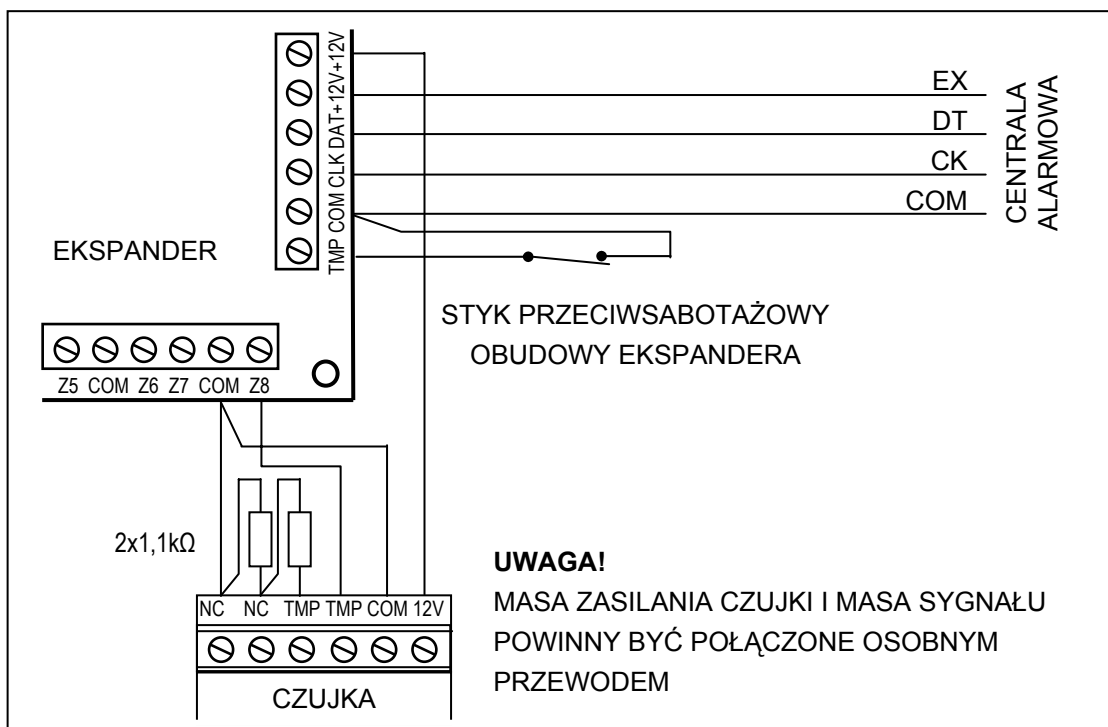 +12V
+12V
DAT
CLK
COM
TMP
EX
DT
CK
COM
CENTRALA
ALARMOWA
EKSPANDER
STYK PRZECIWSABOTAŻOWY
OBUDOWY EKSPANDERA
Z5 COM Z6 Z7 COM Z8
2x1,1kΩ
NC NC TMP TMP COM 12V
CZUJKA
UWAGA!
MASA ZASILANIA CZUJKI I MASA SYGNAŁU
POWINNY BYĆ POŁĄCZONE OSOBNYM
PRZEWODEM